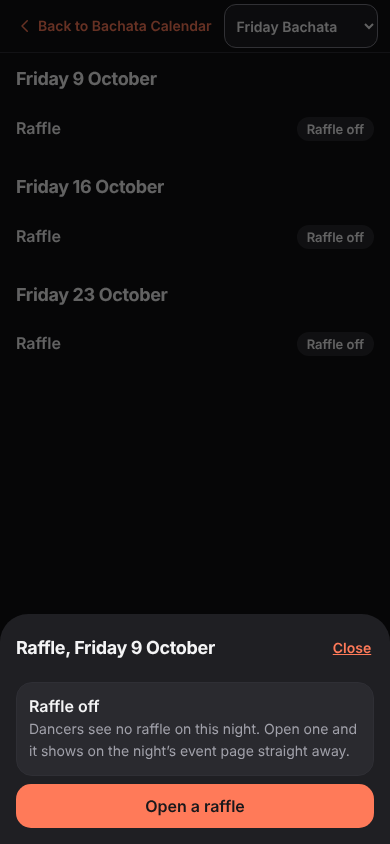 Back to Bachata Calendar
Friday Bachata
Friday 9 October
Raffle
Raffle off
Friday 16 October
Raffle
Raffle off
Friday 23 October
Raffle
Raffle off
Raffle, Friday 9 October
Close
Raffle off
Dancers see no raffle on this night. Open one and
it shows on the night’s event page straight away.
Open a raffle